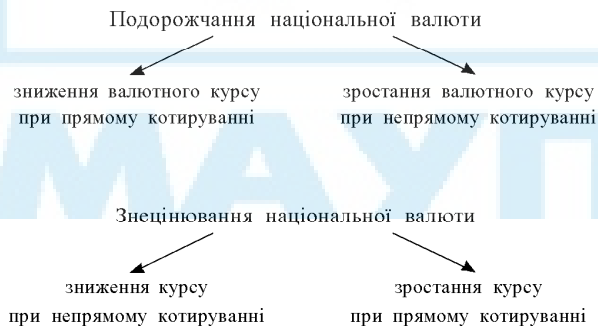 Подорожчання національної валюти
зниження валютного курсу
при прямому котируванні
зростання валютного курсу
при непрямому котируванні
МАУП
Знецінювання національної валюти
зниження курсу
при непрямому котируванні
зростання курсу
при прямому котируванні